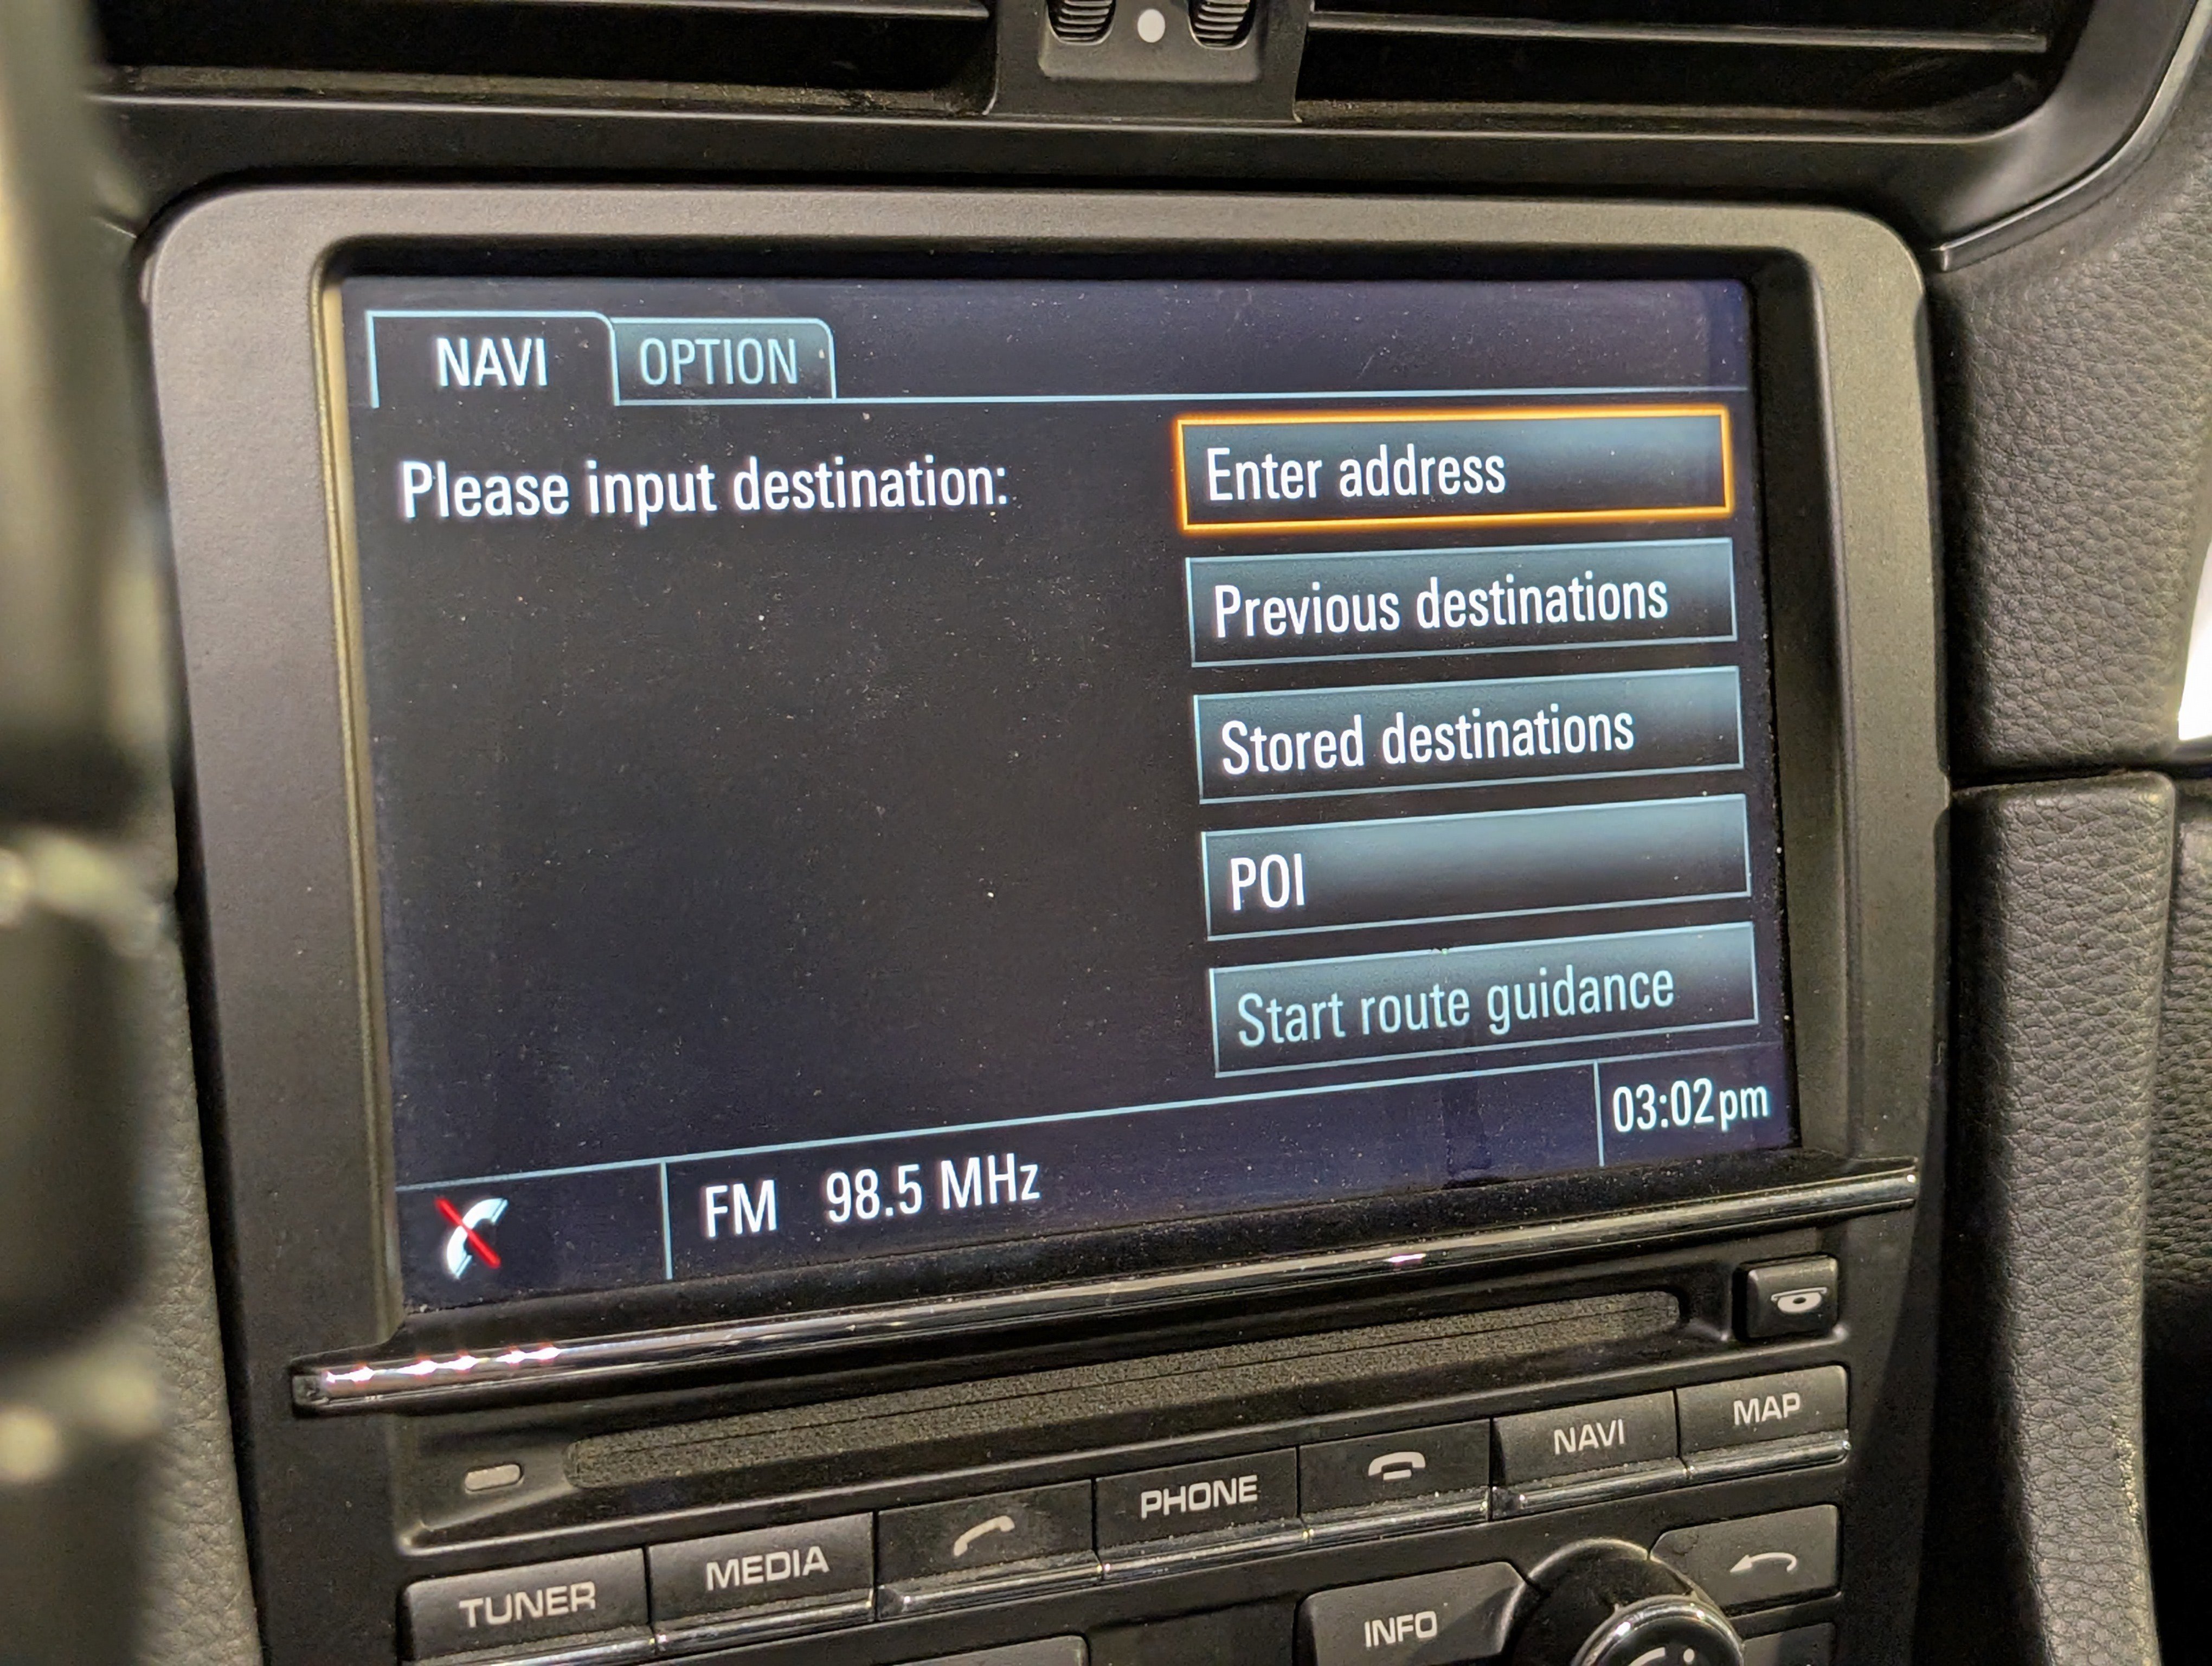 NAVI OPTION
Please input destination:
Enter address
Previous destinations
Stored destinations
POI
Start route guidance
FM 98.5 MHz
03:02pm
TUNER
MEDIA
PHONE
NAVI
MAP
INFO